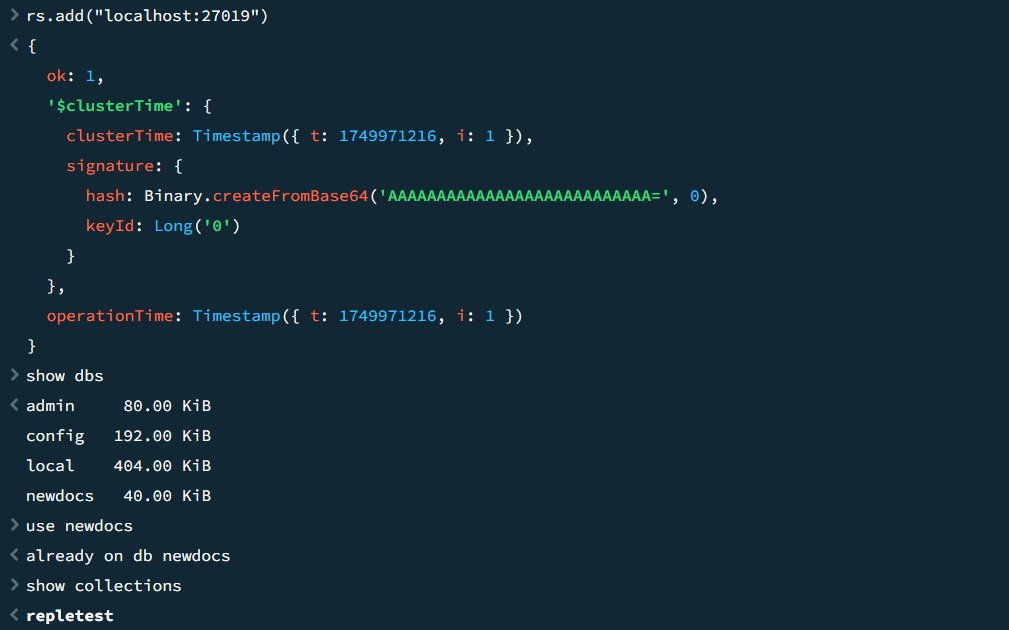 > rs.add("localhost:27019")
< {
ok: 1,
'$clusterTime': {
clusterTime: Timestamp({ t: 1749971216, i: 1 }),
signature: {
hash: Binary.createFromBase64('AAAAAAAAAAAAAAAAAAAAAAAAAAA=', 0),
keyId: Long('0')
}
},
operationTime: Timestamp({ t: 1749971216, i: 1 })
}
> show dbs
< admin 80.00 KiB
config 192.00 KiB
local 404.00 KiB
newdocs 40.00 KiB
> use newdocs
< already on db newdocs
> show collections
< repletest